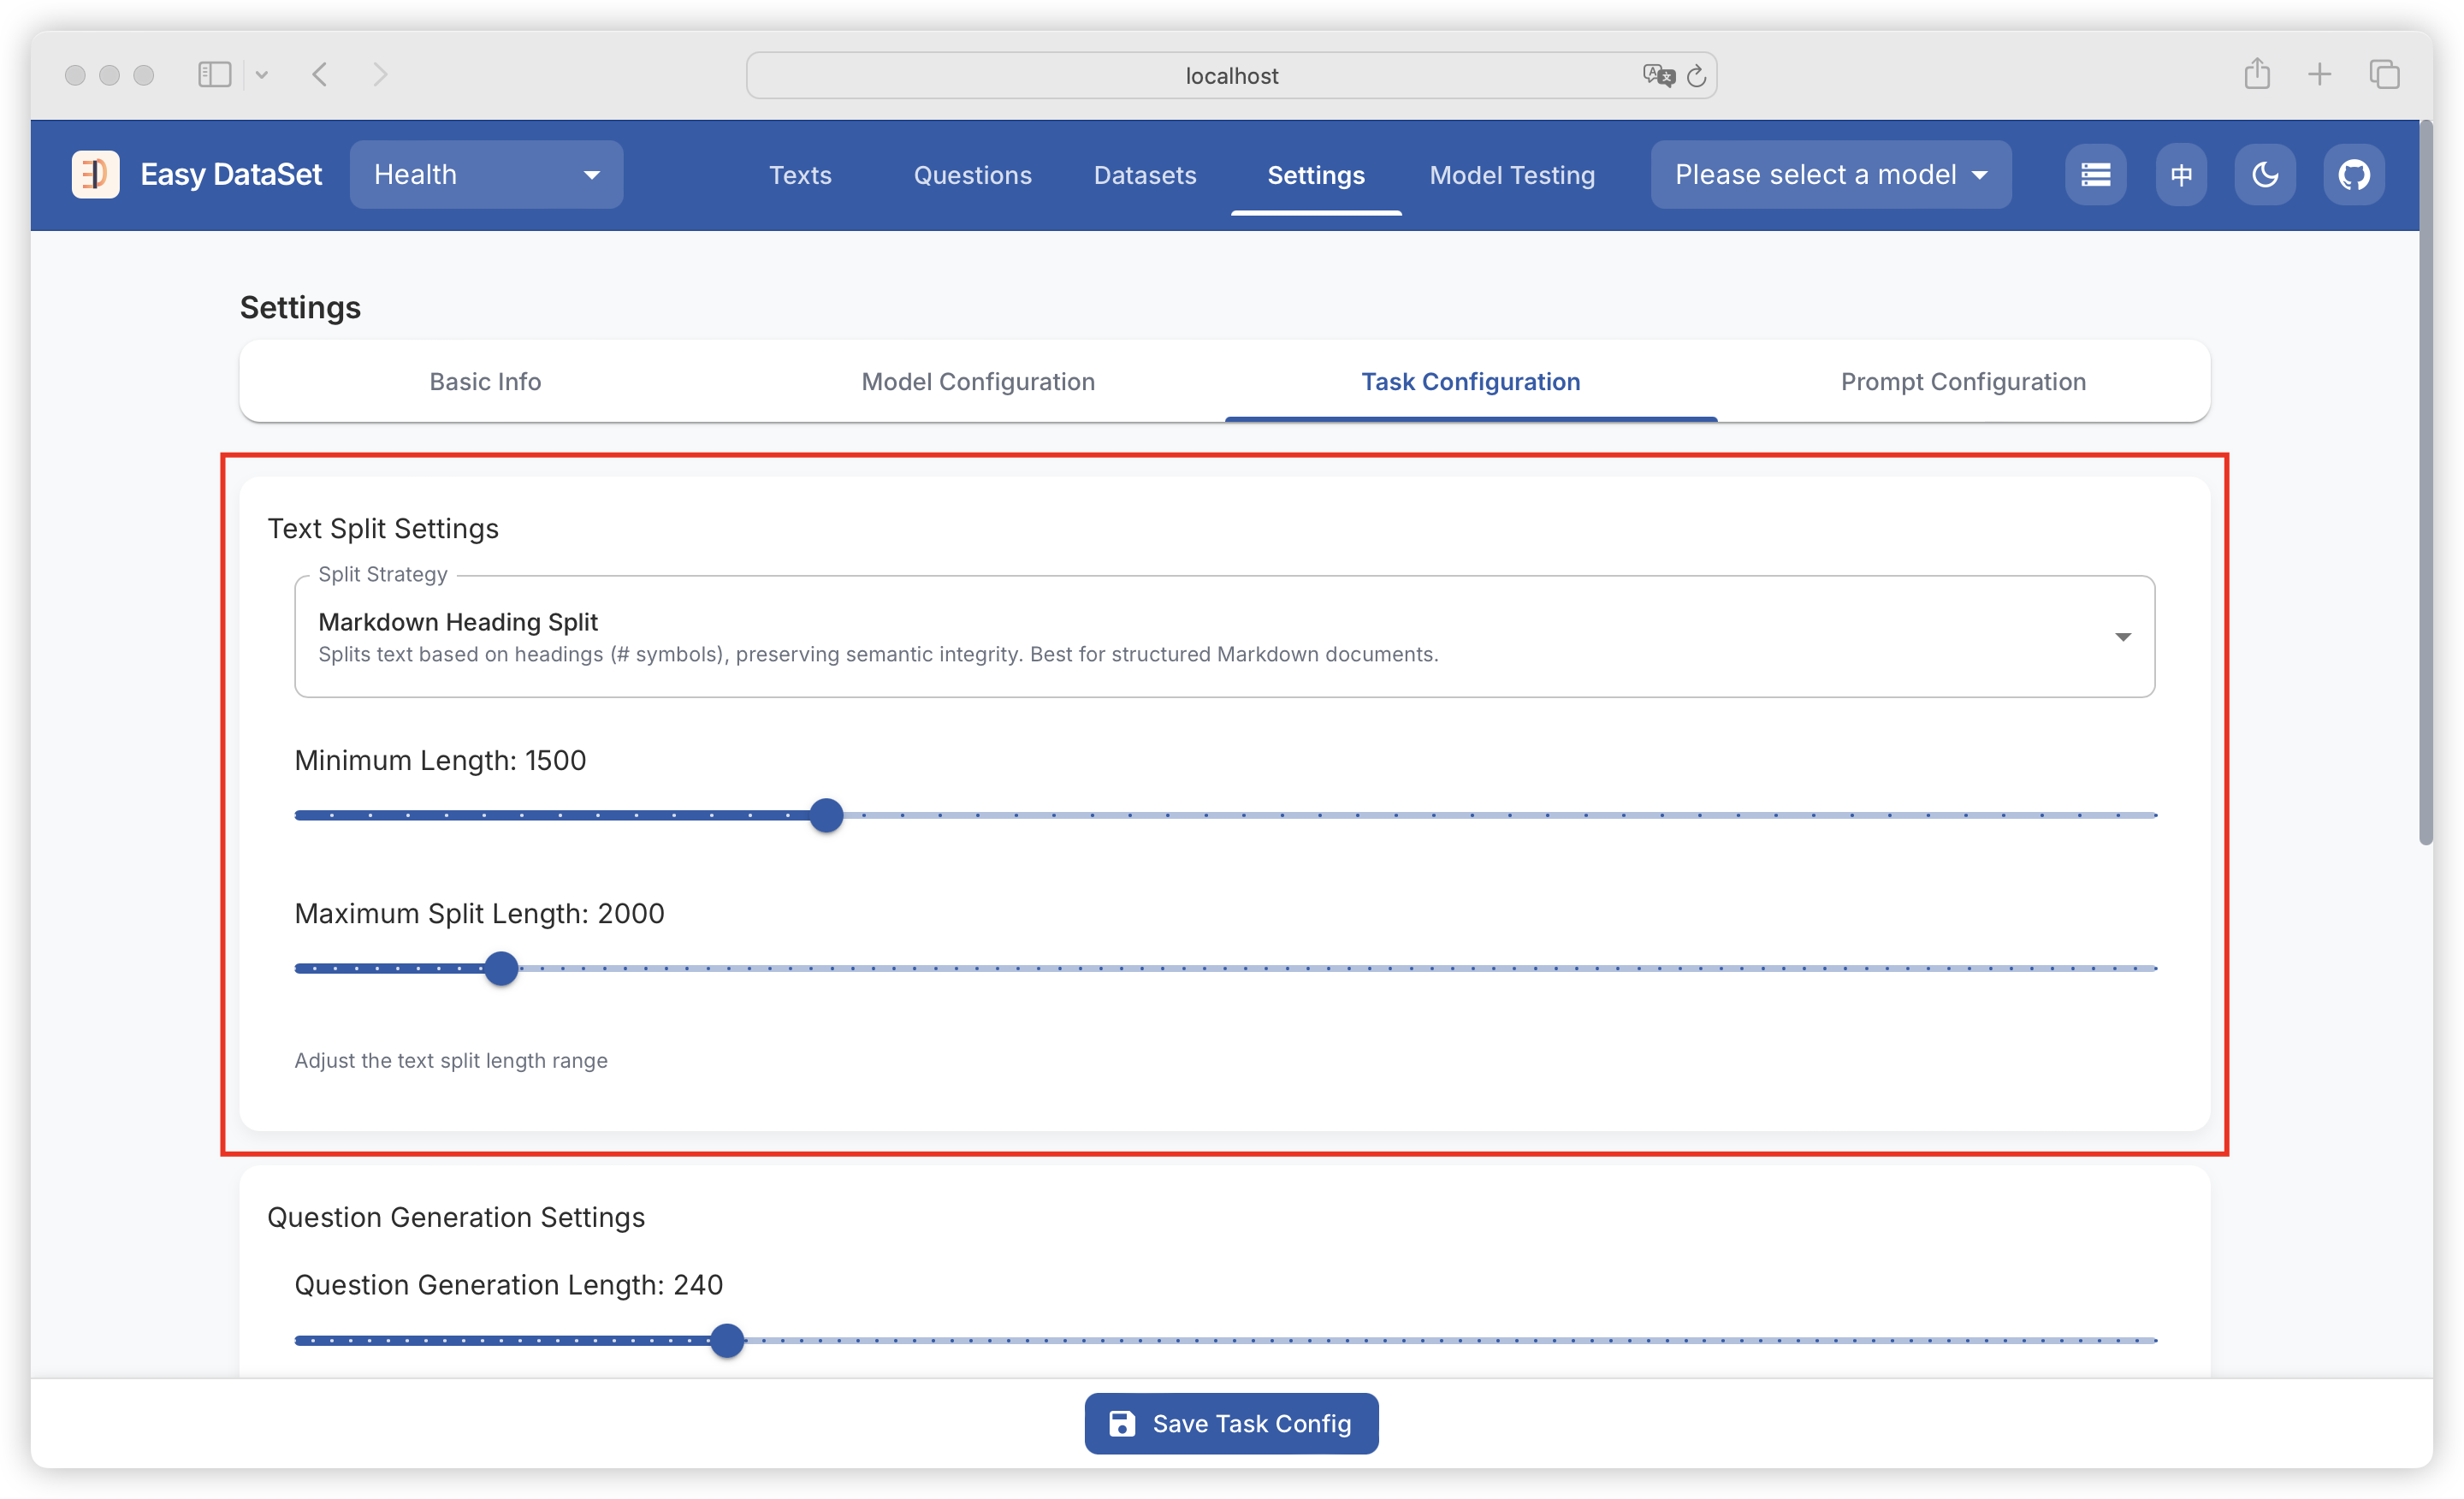 localhost
Easy DataSet
Health
Texts
Questions
Datasets
Settings
Model Testing
Please select a model
中
Settings
Basic Info
Model Configuration
Task Configuration
Prompt Configuration
Text Split Settings
Split Strategy
Markdown Heading Split
Splits text based on headings (# symbols), preserving semantic integrity. Best for structured Markdown documents.
Minimum Length: 1500
Maximum Split Length: 2000
Adjust the text split length range
Question Generation Settings
Question Generation Length: 240
Save Task Config